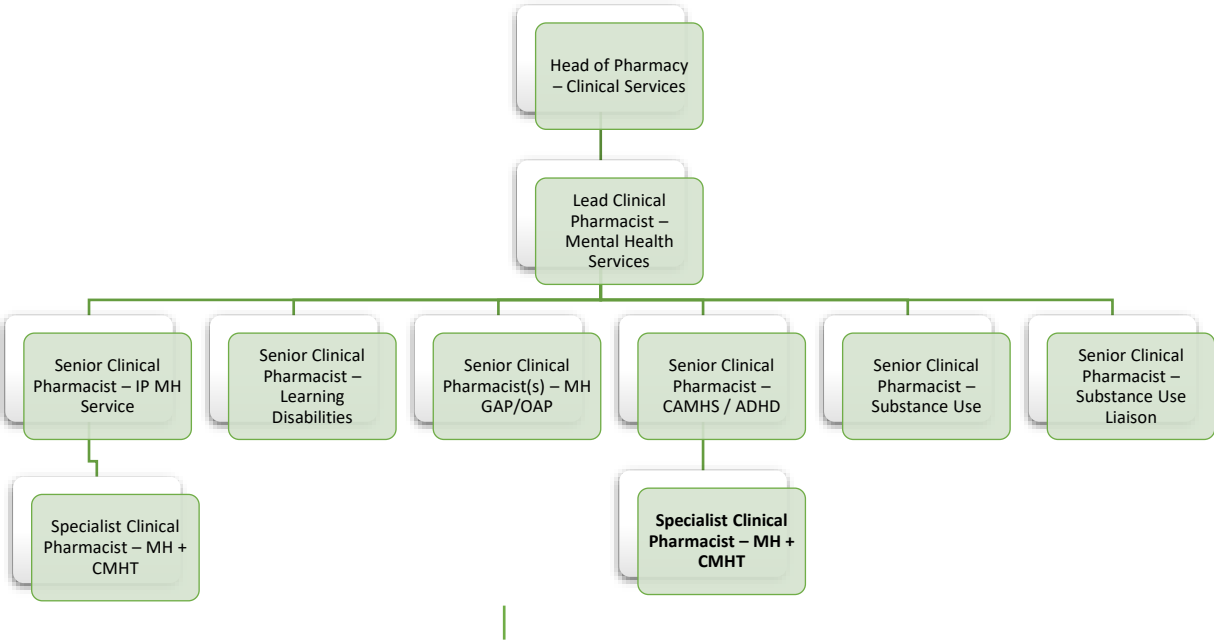 Head of Pharmacy
– Clinical Services
Lead Clinical
Pharmacist –
Mental Health
Services
Senior Clinical
Pharmacist – IP MH
Service
Senior Clinical
Pharmacist –
Learning
Disabilities
Senior Clinical
Pharmacist(s) – MH
GAP/OAP
Senior Clinical
Pharmacist –
CAMHS / ADHD
Senior Clinical
Pharmacist –
Substance Use
Senior Clinical
Pharmacist –
Substance Use
Liaison
Specialist Clinical
Pharmacist – MH +
CMHT
Specialist Clinical
Pharmacist – MH +
CMHT